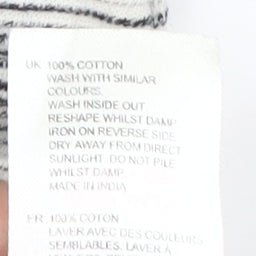 UK 100% COTTON
WASH WITH SIMILAR
COLOURS.
WASH INSIDE OUT
RESHAPE WHILST DAMP
IRON ON REVERSE SIDE
DRY AWAY FROM DIRECT
SUNLIGHT. DO NOT PILE
WHILST DAMP
MADE IN INDIA
FR 100% COTON
LAVER AVEC DES COULEURS
SEMBLABLES. LAVER À